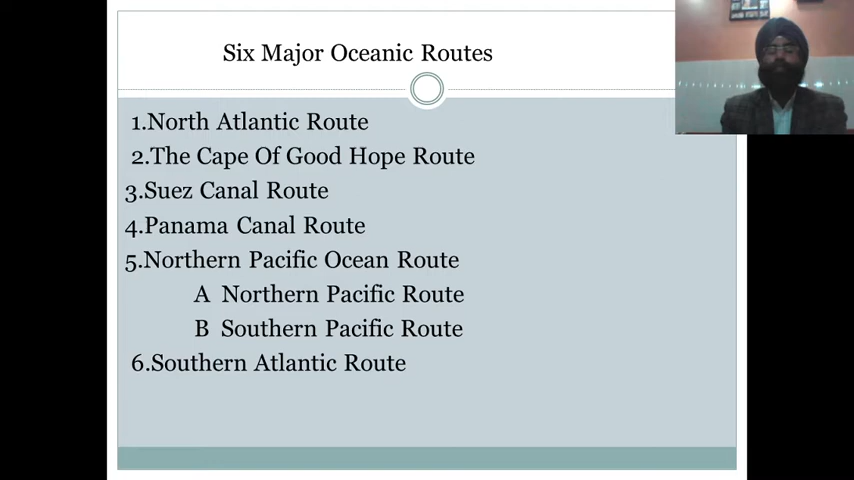 Six Major Oceanic Routes
1.North Atlantic Route
2.The Cape Of Good Hope Route
3.Suez Canal Route
4.Panama Canal Route
5.Northern Pacific Ocean Route
A Northern Pacific Route
B Southern Pacific Route
6.Southern Atlantic Route